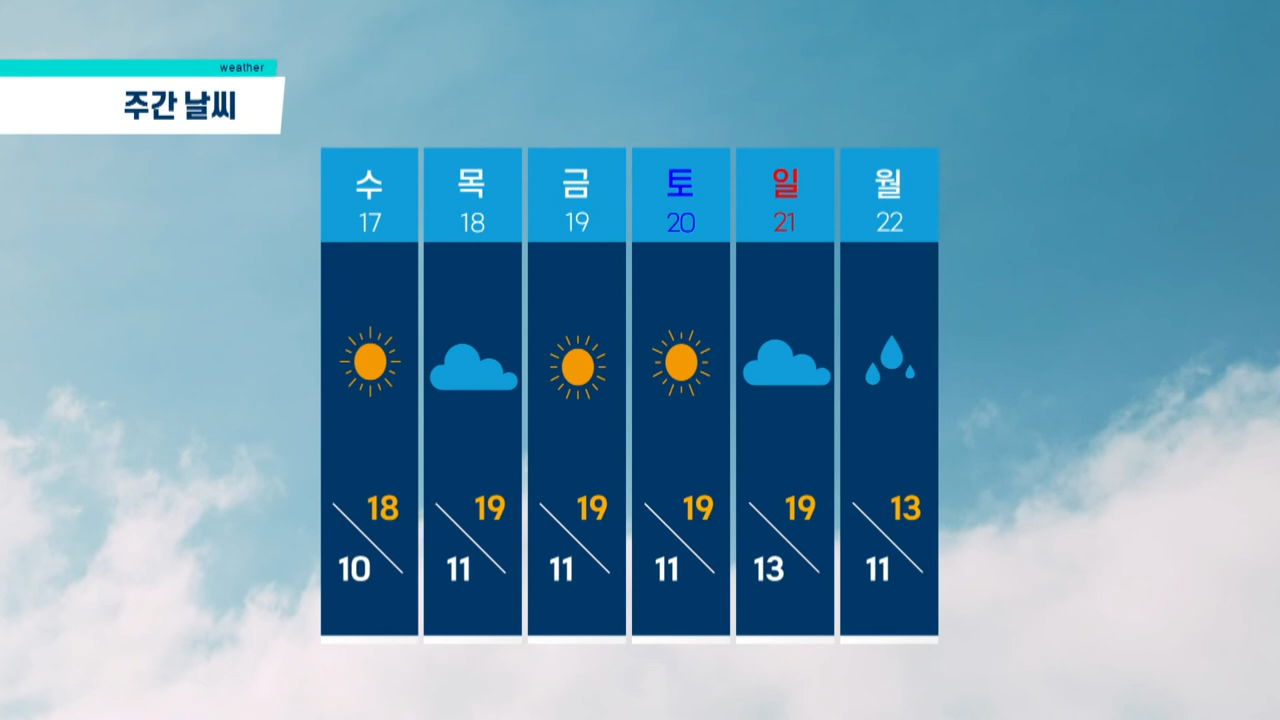 weather
주간 날씨
수 목 금 토 일 월
17 18 19 20 21 22
18 19 19 19 19 13
10 11 11 11 13 11